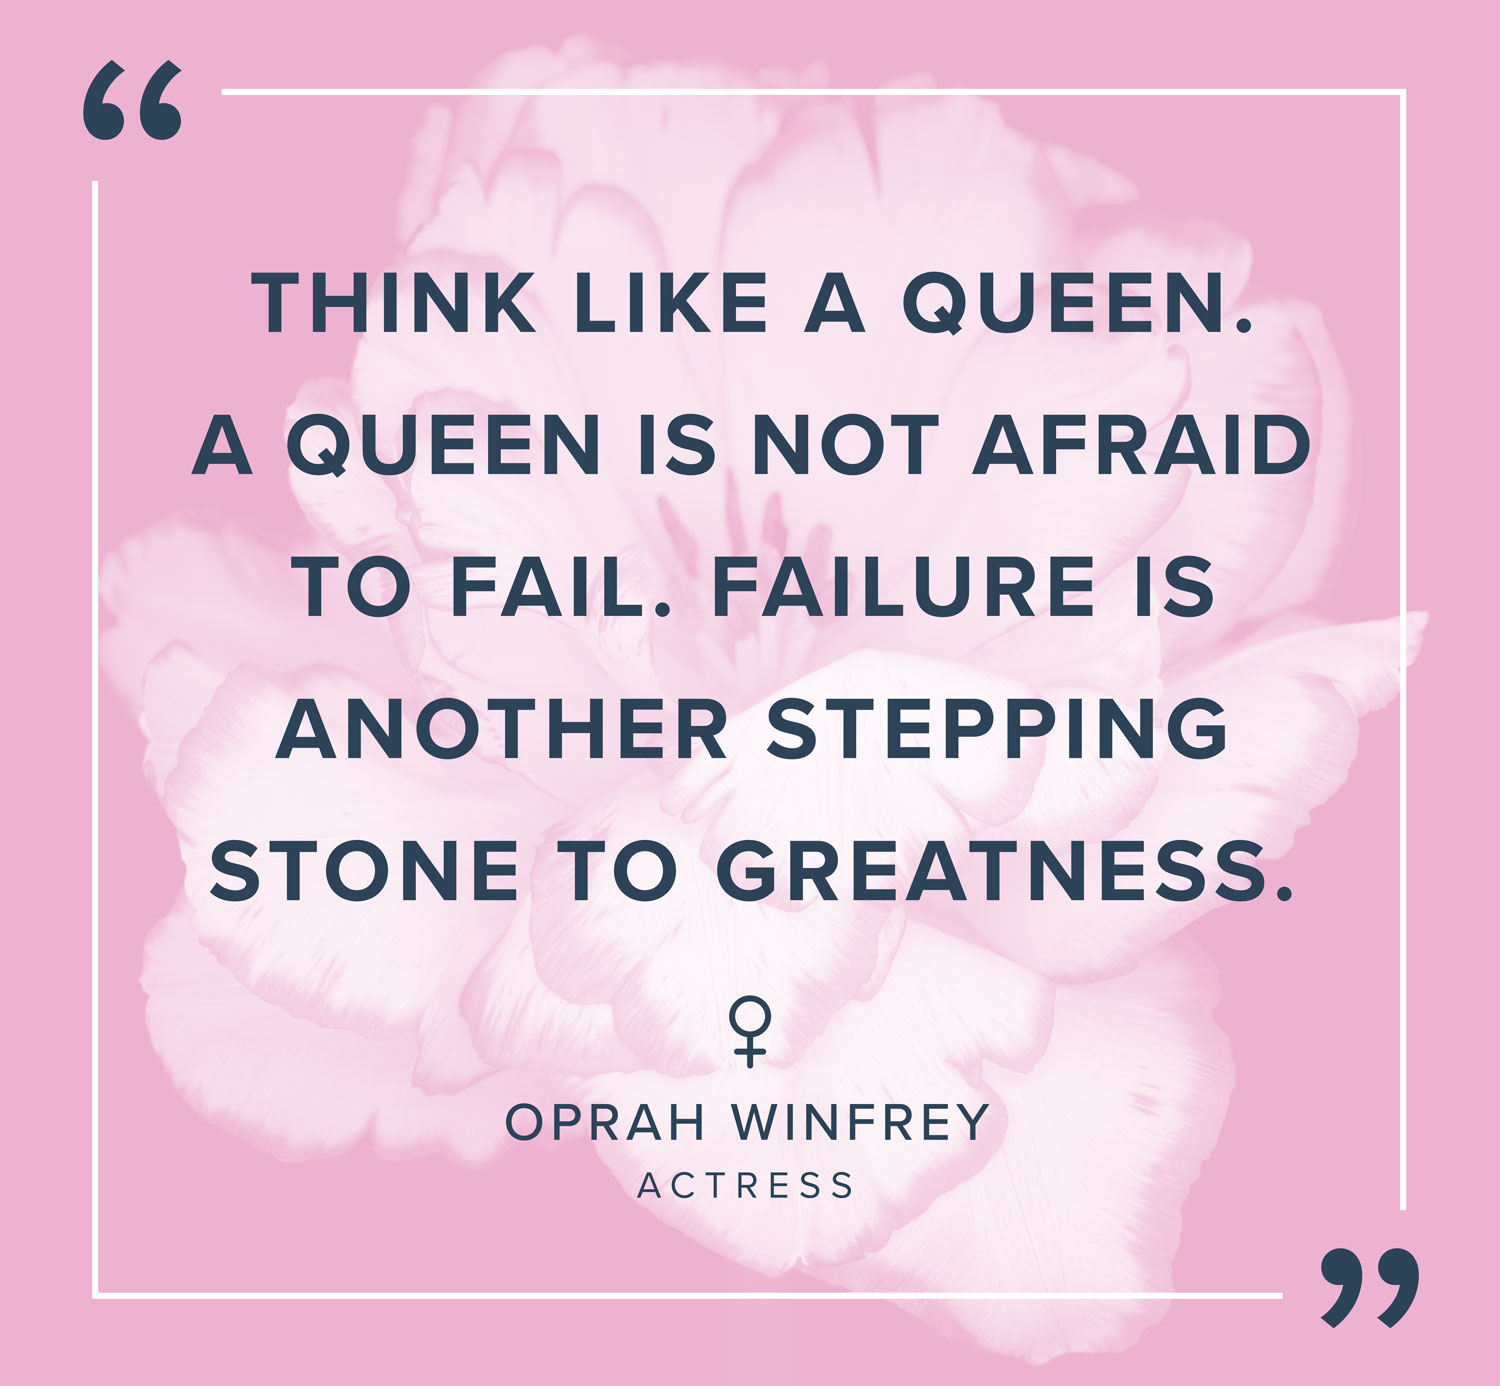 “
THINK LIKE A QUEEN.
A QUEEN IS NOT AFRAID
TO FAIL. FAILURE IS
ANOTHER STEPPING
STONE TO GREATNESS.
♀
OPRAH WINFREY
ACTRESS
”